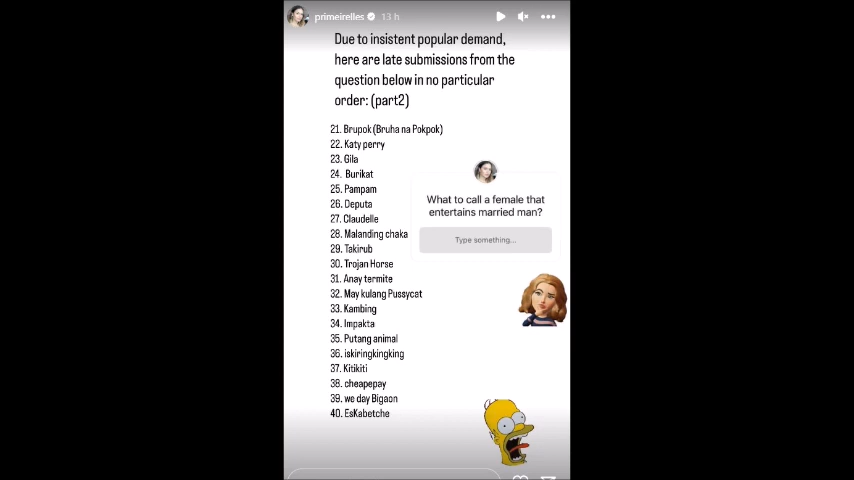 primeirelles 13 h
Due to insistent popular demand,
here are late submissions from the
question below in no particular
order: (part2)
21. Brupok (Bruha na Pokpok)
22. Katy perry
23. Gila
24. Burikat
25. Pampam
26. Deputa
27. Claudelle
28. Malanding chaka
29. Takirub
30. Trojan Horse
31. Anay termite
32. May kulang Pussycat
33. Kambing
34. Impakta
35. Putang animal
36. iskiringkingking
37. Kitikiti
38. cheapepay
39. we day Bigaon
40. EsKabetche
What to call a female that
entertains married man?
Type something...